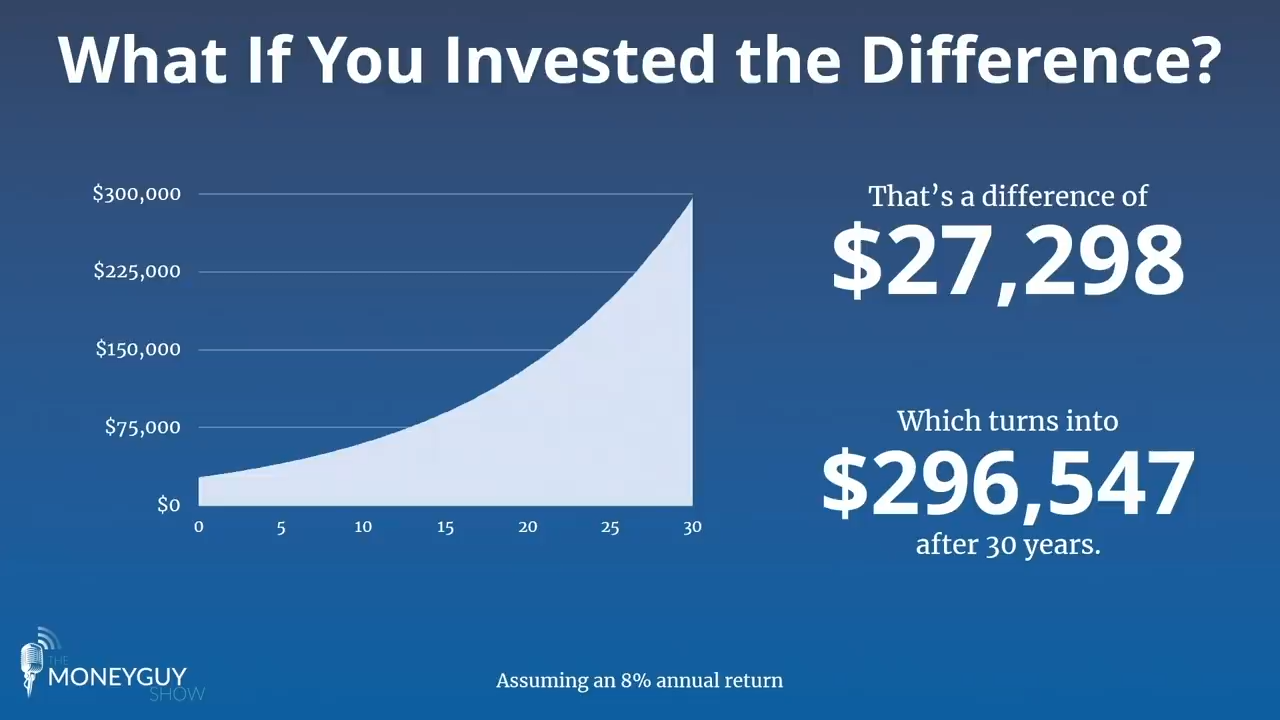 What If You Invested the Difference?
$300,000
$225,000
$150,000
$75,000
$0
0 5 10 15 20 25 30
That’s a difference of
$27,298
Which turns into
$296,547
after 30 years.
THE
MONEYGUY
SHOW
Assuming an 8% annual return